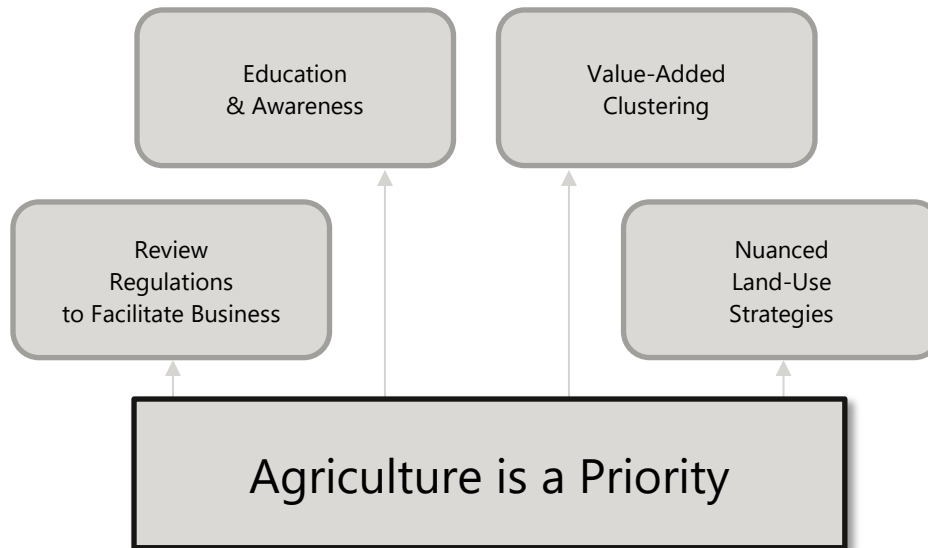 Education
& Awareness
Value-Added
Clustering
Review
Regulations
to Facilitate Business
Nuanced
Land-Use
Strategies
Agriculture is a Priority